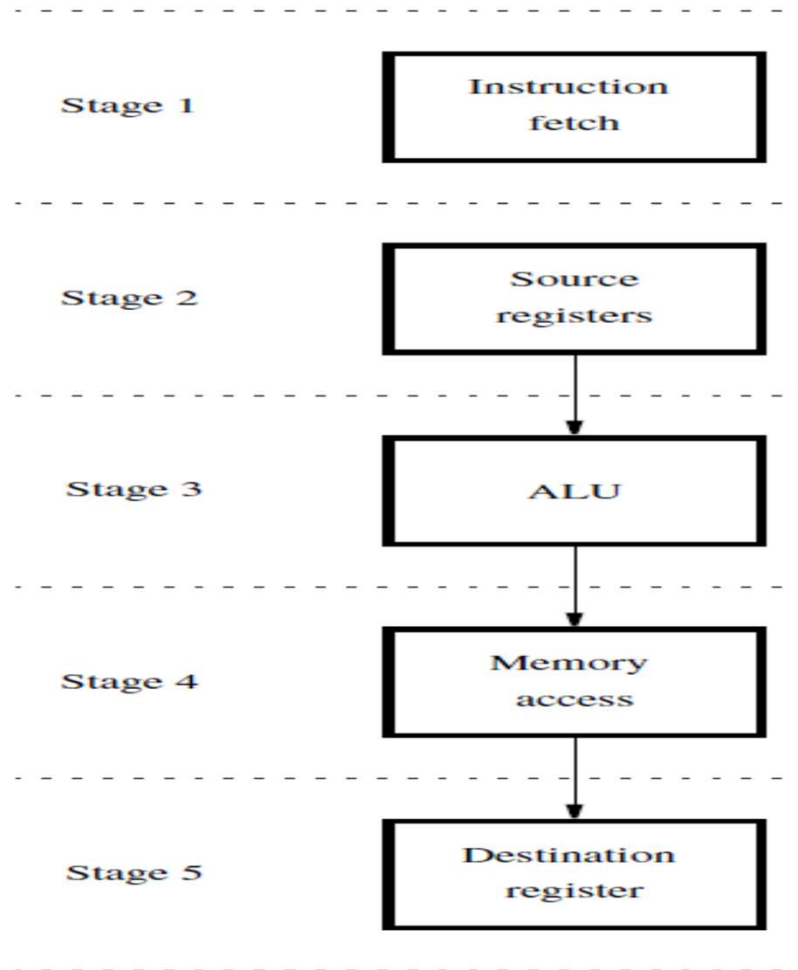 Stage 1
Instruction
fetch
Stage 2
Source
registers
Stage 3
ALU
Stage 4
Memory
access
Stage 5
Destination
register